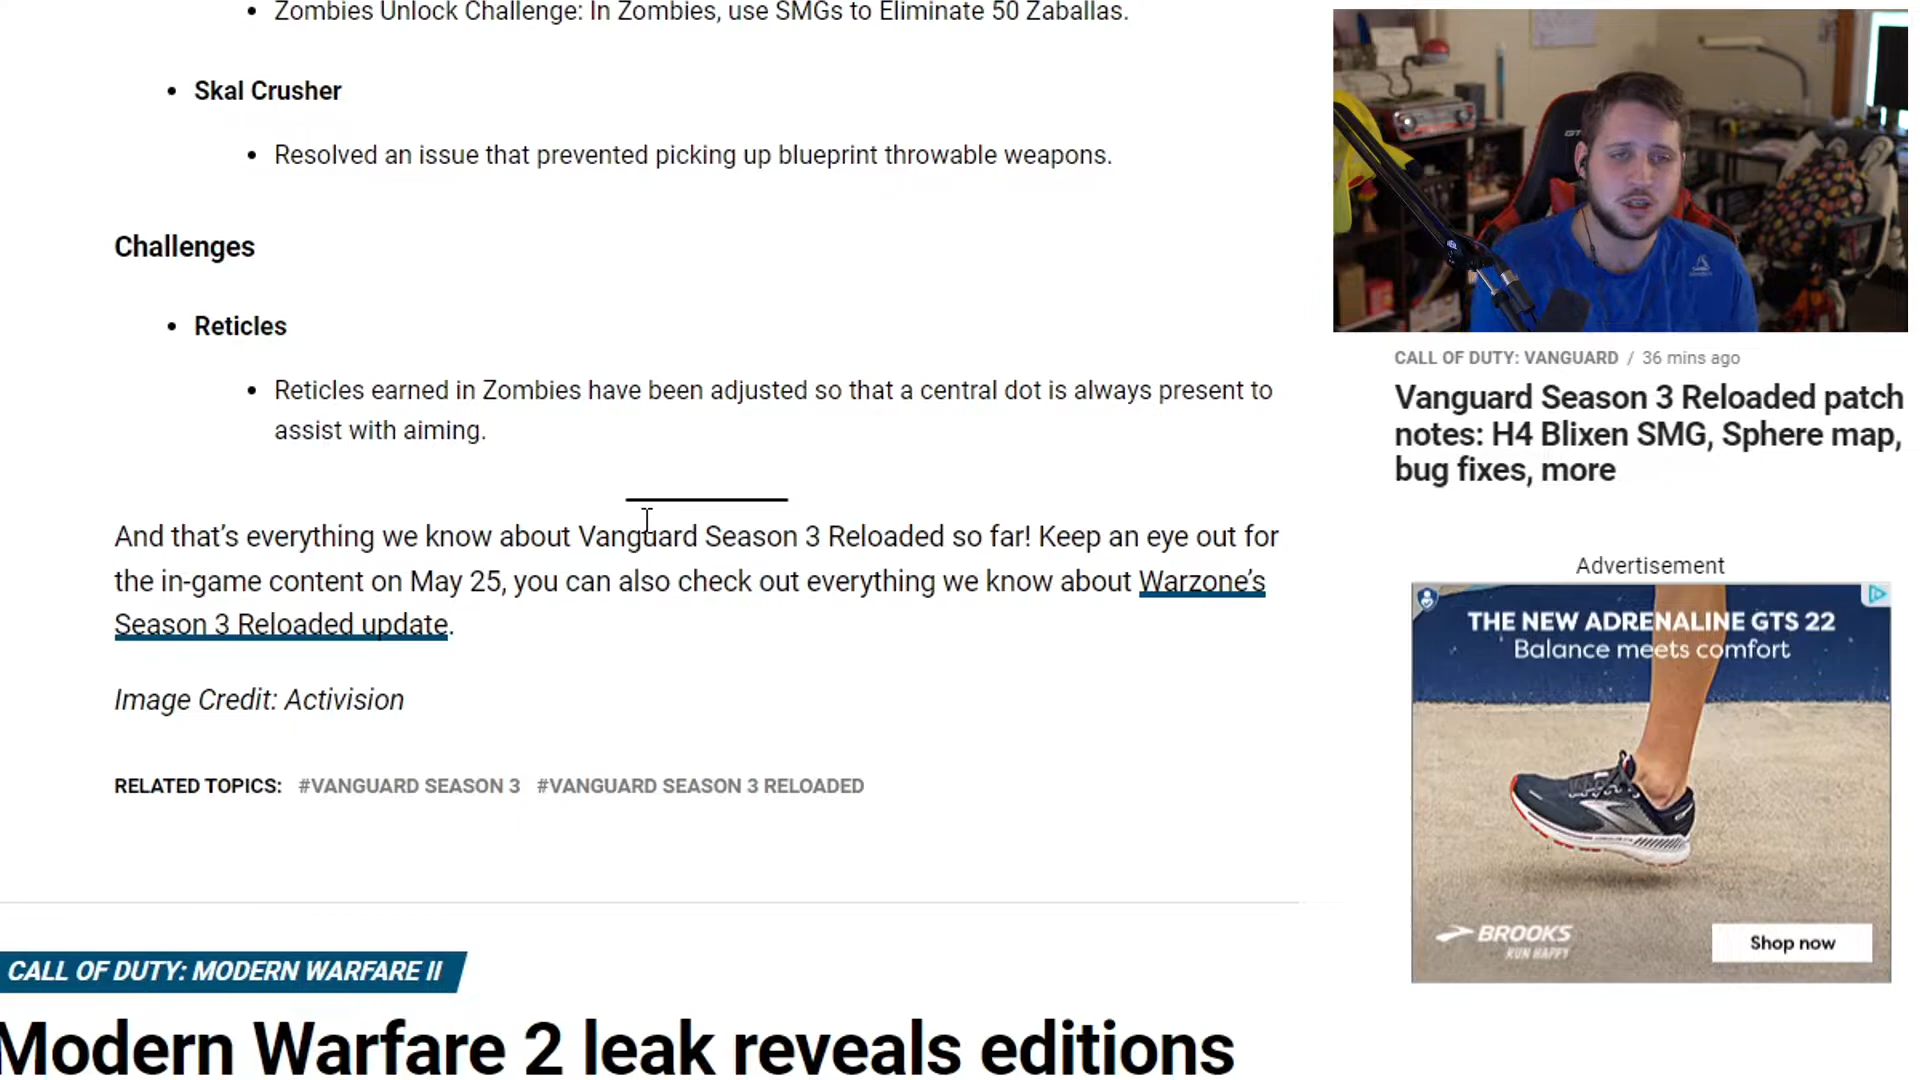 Zombies Unlock Challenge: In Zombies, use SMGs to Eliminate 50 Zaballas.
Skal Crusher
Resolved an issue that prevented picking up blueprint throwable weapons.
Challenges
Reticles
Reticles earned in Zombies have been adjusted so that a central dot is always present to
assist with aiming.
And that’s everything we know about Vanguard Season 3 Reloaded so far! Keep an eye out for
the in-game content on May 25, you can also check out everything we know about Warzone’s
Season 3 Reloaded update.
Image Credit: Activision
RELATED TOPICS: #VANGUARD SEASON 3 #VANGUARD SEASON 3 RELOADED
CALL OF DUTY: MODERN WARFARE II
Modern Warfare 2 leak reveals editions
CALL OF DUTY: VANGUARD / 36 mins ago
Vanguard Season 3 Reloaded patch
notes: H4 Blixen SMG, Sphere map,
bug fixes, more
Advertisement
THE NEW ADRENALINE GTS 22
Balance meets comfort
BROOKS
RUN HAPPY
Shop now